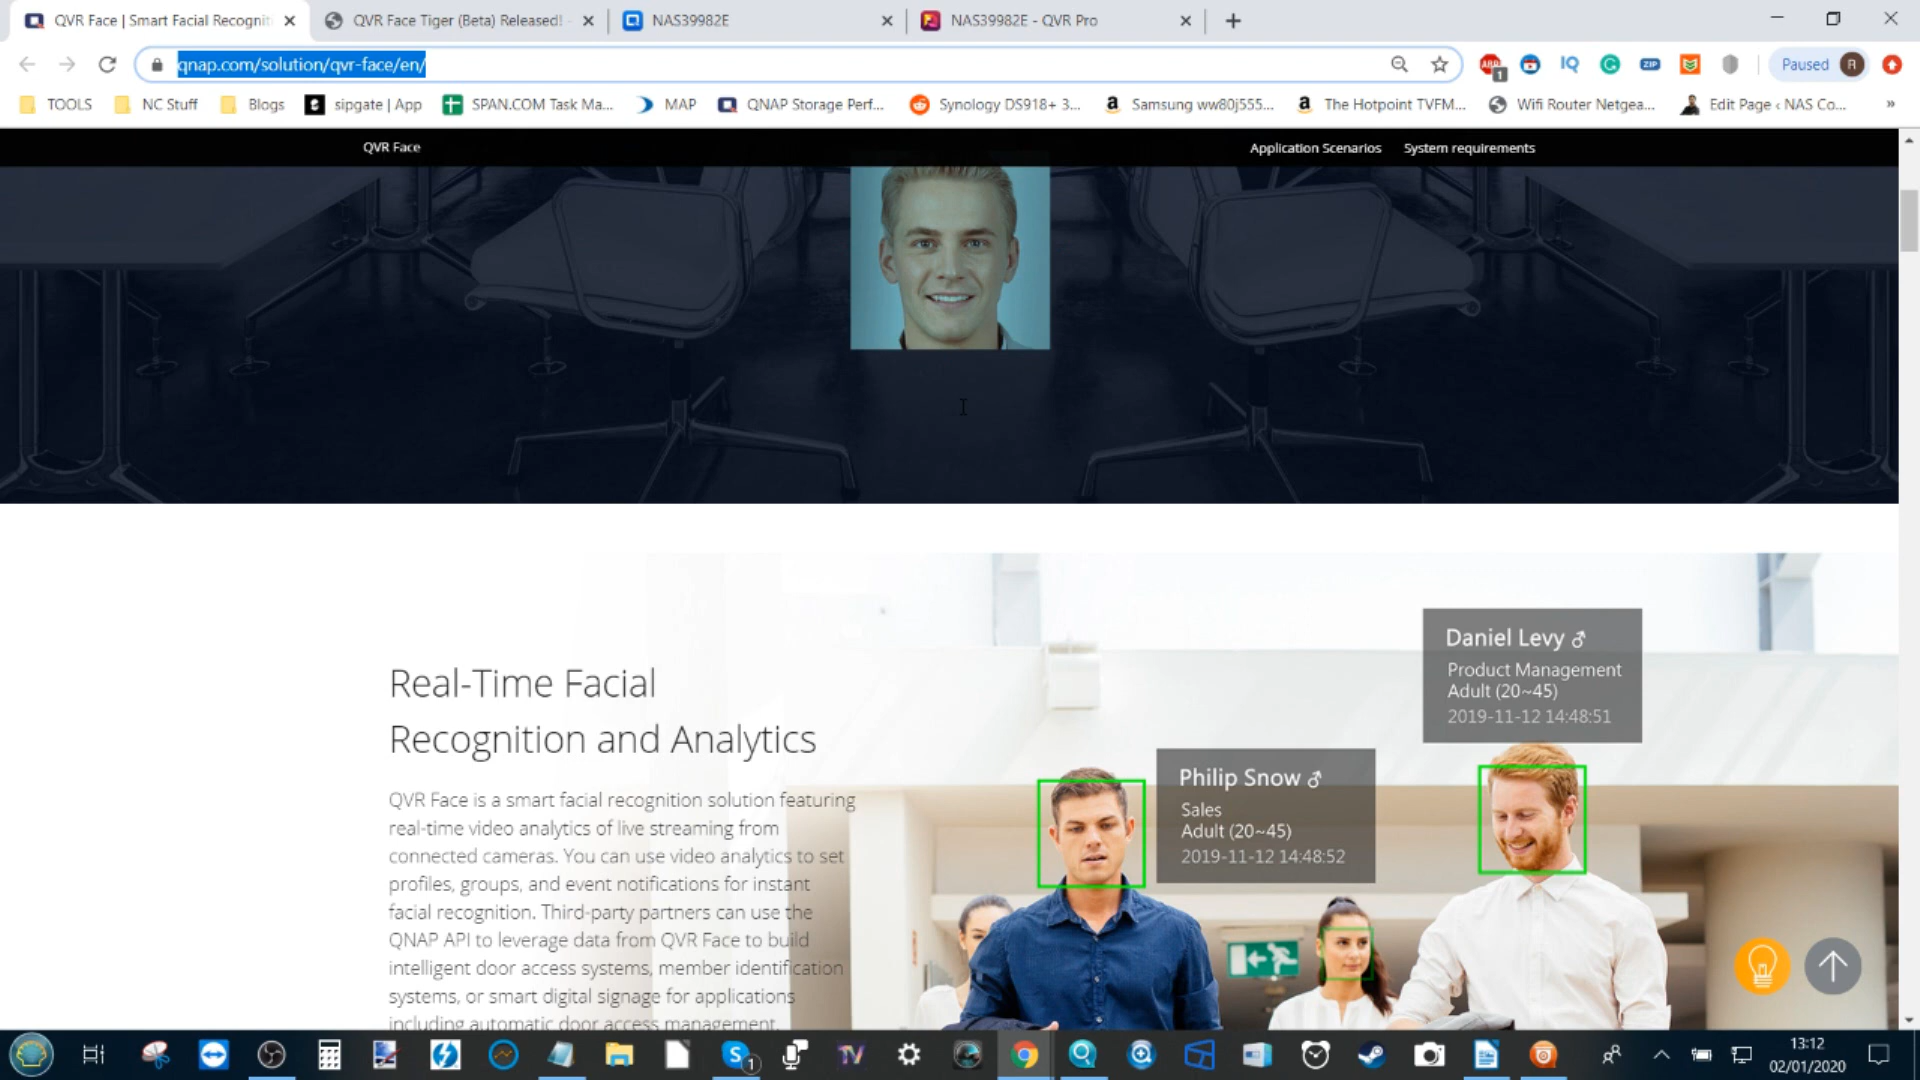 QVR Face | Smart Facial Recognit
QVR Face Tiger (Beta) Released! -
NAS39982E
NAS39982E - QVR Pro
qnap.com/solution/qvr-face/en/
ABP
1
IQ
ZIP
Paused
R
TOOLS
NC Stuff
Blogs
sipgate | App
SPAN.COM Task Ma...
MAP
QNAP Storage Perf...
Synology DS918+ 3...
Samsung ww80j555...
The Hotpoint TVFM...
Wifi Router Netgea...
Edit Page ‹ NAS Co...
»
QVR Face
Application Scenarios
System requirements
Daniel Levy ♂
Product Management
Adult (20~45)
2019-11-12 14:48:51
Real-Time Facial
Recognition and Analytics
Philip Snow ♂
Sales
Adult (20~45)
2019-11-12 14:48:52
QVR Face is a smart facial recognition solution featuring
real-time video analytics of live streaming from
connected cameras. You can use video analytics to set
profiles, groups, and event notifications for instant
facial recognition. Third-party partners can use the
QNAP API to leverage data from QVR Face to build
intelligent door access systems, member identification
systems, or smart digital signage for applications
including automatic door access management,
1
13:12
02/01/2020